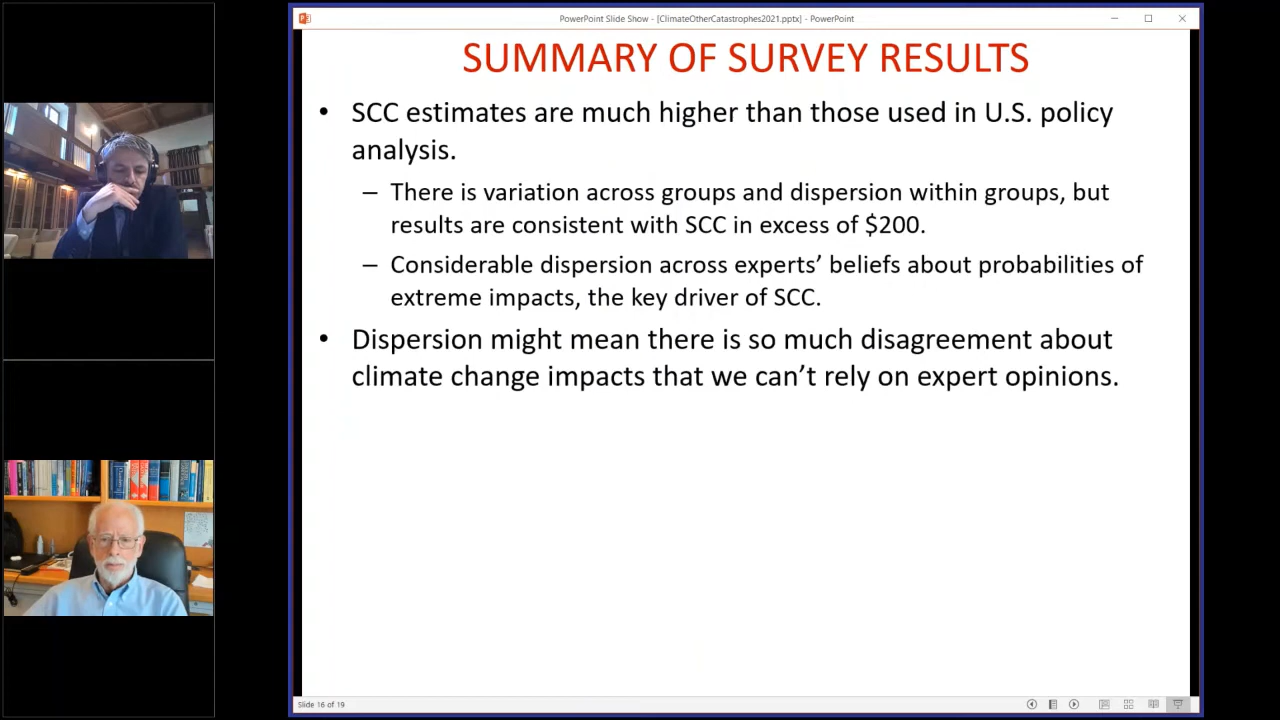 PowerPoint Slide Show - [ClimateOtherCatastrophes2021.pptx] - PowerPoint
SUMMARY OF SURVEY RESULTS
• SCC estimates are much higher than those used in U.S. policy
analysis.
– There is variation across groups and dispersion within groups, but
results are consistent with SCC in excess of $200.
– Considerable dispersion across experts’ beliefs about probabilities of
extreme impacts, the key driver of SCC.
• Dispersion might mean there is so much disagreement about
climate change impacts that we can’t rely on expert opinions.
Slide 16 of 19